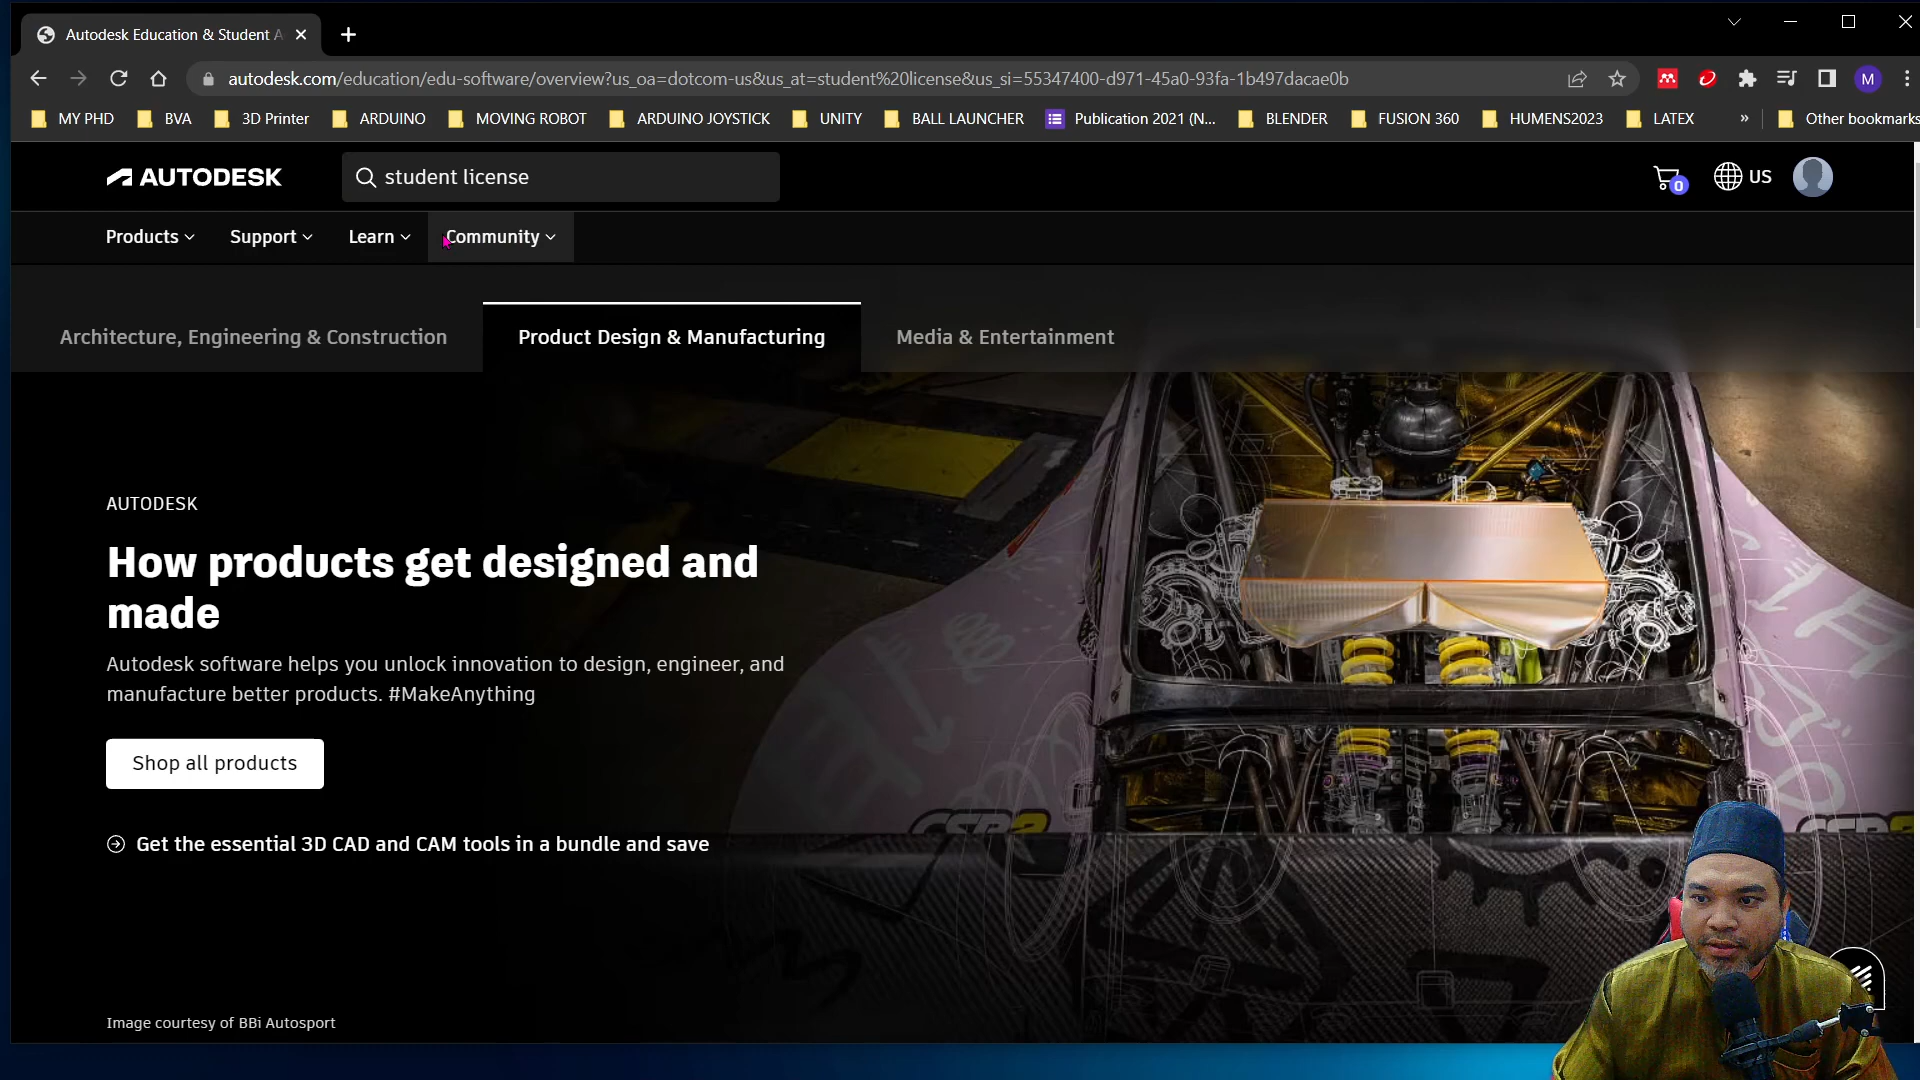 Autodesk Education & Student A
autodesk.com/education/edu-software/overview?us_oa=dotcom-us&us_at=student%20license&us_si=55347400-d971-45a0-93fa-1b497dacae0b
M
MY PHD
BVA
3D Printer
ARDUINO
MOVING ROBOT
ARDUINO JOYSTICK
UNITY
BALL LAUNCHER
Publication 2021 (N...
BLENDER
FUSION 360
HUMENS2023
LATEX
»
Other bookmarks
AUTODESK
student license
0
US
Products
Support
Learn
Community
Architecture, Engineering & Construction
Product Design & Manufacturing
Media & Entertainment
AUTODESK
How products get designed and
made
Autodesk software helps you unlock innovation to design, engineer, and
manufacture better products. #MakeAnything
Shop all products
Get the essential 3D CAD and CAM tools in a bundle and save
Image courtesy of BBi Autosport